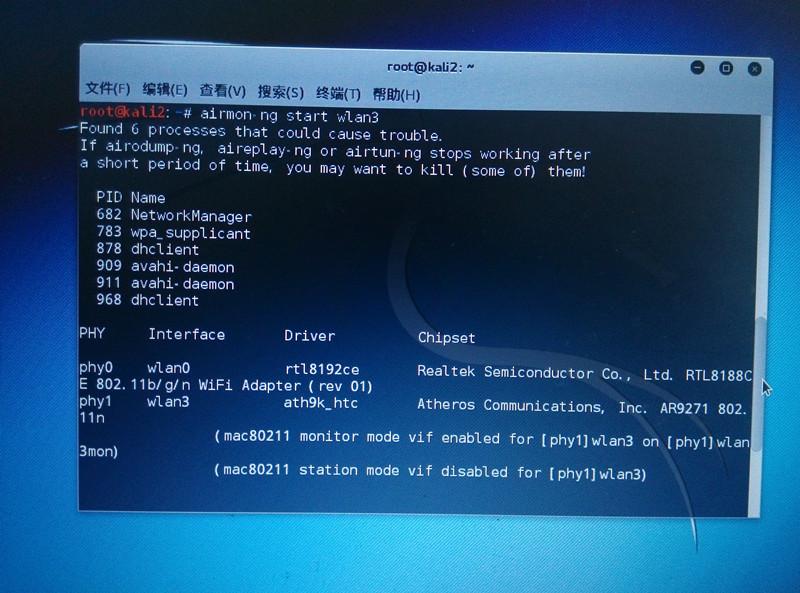 root@kali2: ~
文件(F) 编辑(E) 查看(V) 搜索(S) 终端(T) 帮助(H)
root@kali2:~# airmon-ng start wlan3
Found 6 processes that could cause trouble.
If airodump-ng, aireplay-ng or airtun-ng stops working after
a short period of time, you may want to kill (some of) them!
PID Name
682 NetworkManager
783 wpa_supplicant
878 dhclient
909 avahi-daemon
911 avahi-daemon
968 dhclient
PHY Interface Driver Chipset
phy0 wlan0 rtl8192ce Realtek Semiconductor Co., Ltd. RTL8188C
E 802.11b/g/n WiFi Adapter (rev 01)
phy1 wlan3 ath9k_htc Atheros Communications, Inc. AR9271 802.
11n
(mac80211 monitor mode vif enabled for [phy1]wlan3 on [phy1]wlan
3mon)
(mac80211 station mode vif disabled for [phy1]wlan3)